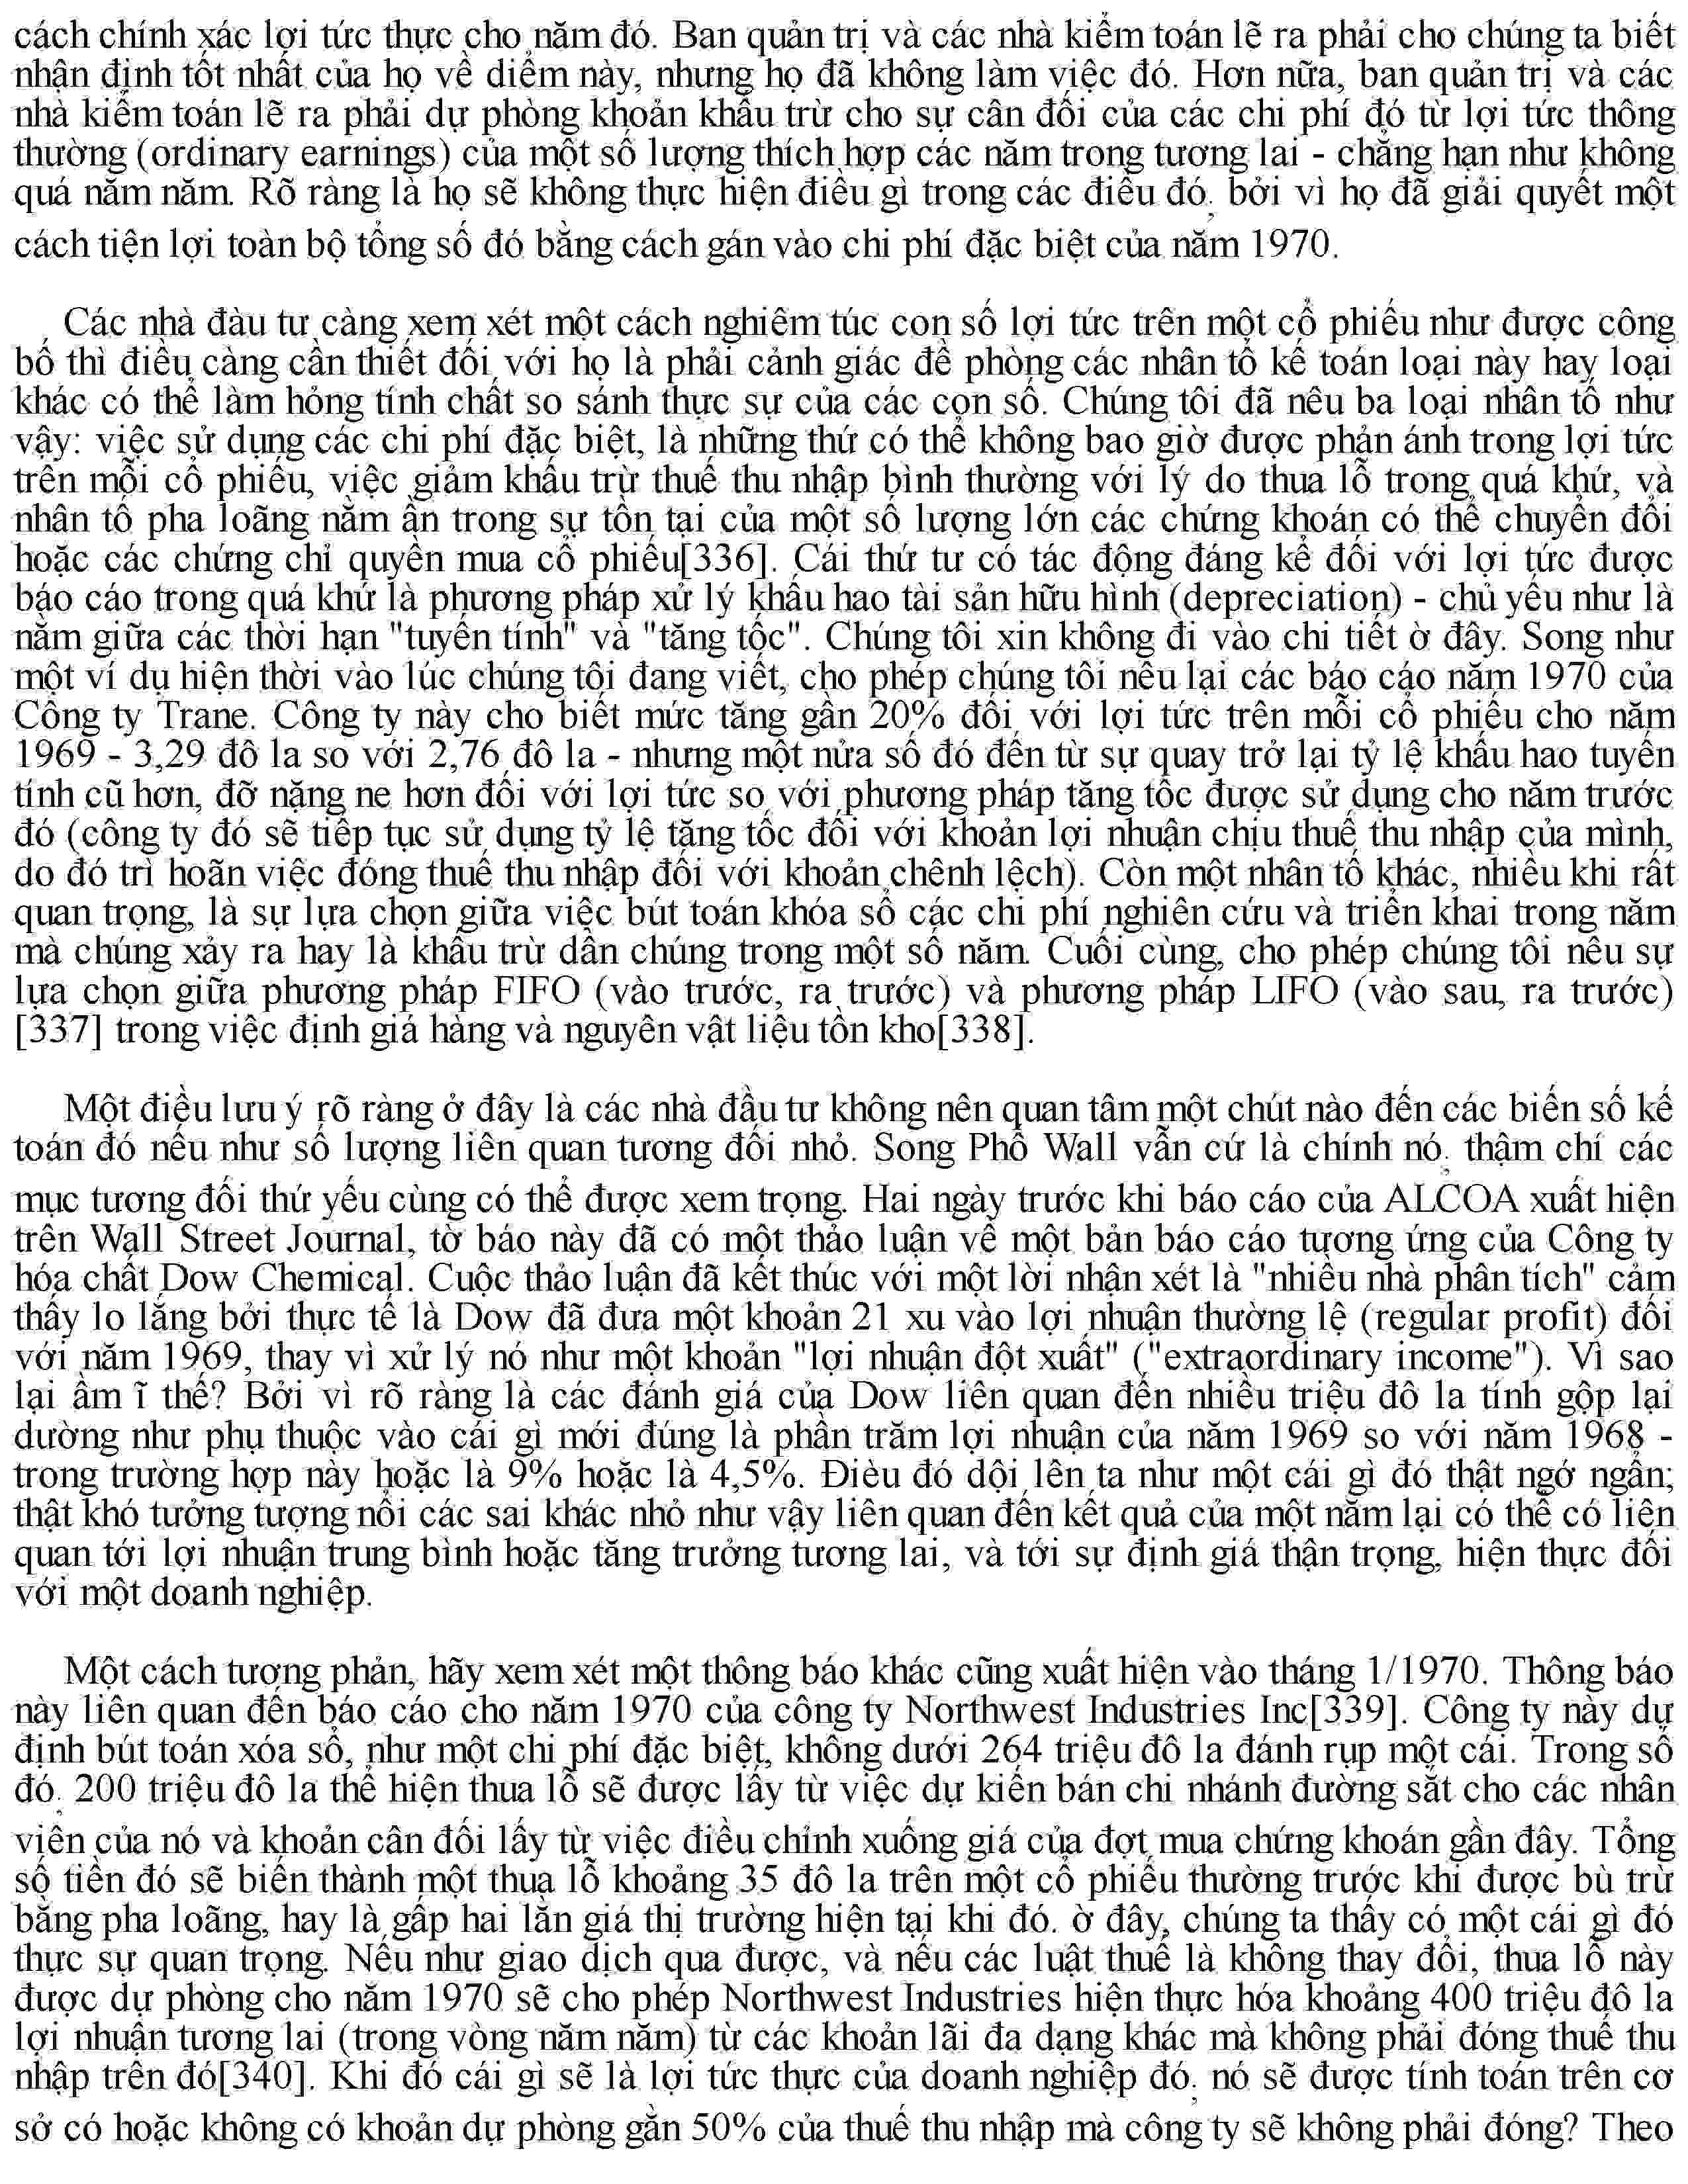 cách chính xác lợi tức thực cho năm đó. Ban quản trị và các nhà kiểm toán lẽ ra phải cho chúng ta biết
nhận định tốt nhất của họ về diểm này, nhưng họ đã không làm việc đó. Hơn nữa, ban quản trị và các
nhà kiểm toán lẽ ra phải dự phòng khoản khấu trừ cho sự cân đối của các chi phí đó từ lợi tức thông
thường (ordinary earnings) của một số lượng thích hợp các năm trong tương lai - chẳng hạn như không
quá năm năm. Rõ ràng là họ sẽ không thực hiện điều gì trong các điều đó, bởi vì họ đã giải quyết một
cách tiện lợi toàn bộ tổng số đó bằng cách gán vào chi phí đặc biệt của năm 1970.
Các nhà đàu tư càng xem xét một cách nghiêm túc con số lợi tức trên một cổ phiếu như được công
bố thì điều càng cần thiết đối với họ là phải cảnh giác đề phòng các nhân tố kế toán loại này hay loại
khác có thể làm hỏng tính chất so sánh thực sự của các con số. Chúng tôi đã nêu ba loại nhân tố như
vậy: việc sử dụng các chi phí đặc biệt, là những thứ có thể không bao giờ được phản ánh trong lợi tức
trên mỗi cổ phiếu, việc giảm khấu trừ thuế thu nhập bình thường với lý do thua lỗ trong quá khứ, và
nhân tố pha loãng nằm ẩn trong sự tồn tại của một số lượng lớn các chứng khoán có thể chuyển đổi
hoặc các chứng chỉ quyền mua cổ phiếu[336]. Cái thứ tư có tác động đáng kể đối với lợi tức được
báo cáo trong quá khứ là phương pháp xử lý khấu hao tài sản hữu hình (depreciation) - chủ yếu như là
nằm giữa các thời hạn "tuyến tính" và "tăng tốc". Chúng tôi xin không đi vào chi tiết ờ đây. Song như
một ví dụ hiện thời vào lúc chúng tôi đang viết, cho phép chúng tôi nêu lại các báo cáo năm 1970 của
Công ty Trane. Công ty này cho biết mức tăng gần 20% đối với lợi tức trên mỗi cổ phiếu cho năm
1969 - 3,29 đô la so với 2,76 đô la - nhưng một nửa số đó đến từ sự quay trở lại tỷ lệ khấu hao tuyến
tính cũ hơn, đỡ nặng ne hơn đối với lợi tức so với phương pháp tăng tốc được sử dụng cho năm trước
đó (công ty đó sẽ tiếp tục sử dụng tỷ lệ tăng tốc đối với khoản lợi nhuận chịu thuế thu nhập của mình,
do đó trì hoãn việc đóng thuế thu nhập đối với khoản chênh lệch). Còn một nhân tố khác, nhiều khi rất
quan trọng, là sự lựa chọn giữa việc bút toán khóa sổ các chi phí nghiên cứu và triển khai trong năm
mà chúng xảy ra hay là khấu trừ dần chúng trong một số năm. Cuối cùng, cho phép chúng tôi nêu sự
lựa chọn giữa phương pháp FIFO (vào trước, ra trước) và phương pháp LIFO (vào sau, ra trước)
[337] trong việc định giá hàng và nguyên vật liệu tồn kho[338].
Một điều lưu ý rõ ràng ở đây là các nhà đầu tư không nên quan tâm một chút nào đến các biến số kế
toán đó nếu như số lượng liên quan tương đối nhỏ. Song Phố Wall vẫn cứ là chính nó, thậm chí các
mục tương đối thứ yếu cùng có thể được xem trọng. Hai ngày trước khi báo cáo của ALCOA xuất hiện
trên Wall Street Journal, tờ báo này đã có một thảo luận về một bản báo cáo tương ứng của Công ty
hóa chất Dow Chemical. Cuộc thảo luận đã kết thúc với một lời nhận xét là "nhiều nhà phân tích" cảm
thấy lo lắng bởi thực tế là Dow đã đưa một khoản 21 xu vào lợi nhuận thường lệ (regular profit) đối
với năm 1969, thay vì xử lý nó như một khoản "lợi nhuận đột xuất" ("extraordinary income"). Vì sao
lại ầm ĩ thế? Bởi vì rõ ràng là các đánh giá của Dow liên quan đến nhiều triệu đô la tính gộp lại
dường như phụ thuộc vào cái gì mới đúng là phần trăm lợi nhuận của năm 1969 so với năm 1968 -
trong trường hợp này hoặc là 9% hoặc là 4,5%. Đièu đó dội lên ta như một cái gì đó thật ngớ ngẩn;
thật khó tưởng tượng nổi các sai khác nhỏ như vậy liên quan đến kết quả của một năm lại có thể có liên
quan tới lợi nhuận trung bình hoặc tăng trưởng tương lai, và tới sự định giá thận trọng, hiện thực đối
với một doanh nghiệp.
Một cách tương phản, hãy xem xét một thông báo khác cũng xuất hiện vào tháng 1/1970. Thông báo
này liên quan đến báo cáo cho năm 1970 của công ty Northwest Industries Inc[339]. Công ty này dự
định bút toán xóa sổ, như một chi phí đặc biệt, không dưới 264 triệu đô la đánh rụp một cái. Trong số
đó, 200 triệu đô la thể hiện thua lỗ sẽ được lấy từ việc dự kiến bán chi nhánh đường sắt cho các nhân
viên của nó và khoản cân đối lấy từ việc điều chỉnh xuống giá của đợt mua chứng khoán gần đây. Tổng
số tiền đó sẽ biến thành một thua lỗ khoảng 35 đô la trên một cổ phiếu thường trước khi được bù trừ
bằng pha loãng, hay là gấp hai lần giá thị trường hiện tại khi đó. ờ đây, chúng ta thấy có một cái gì đó
thực sự quan trọng. Nếu như giao dịch qua được, và nếu các luật thuế là không thay đổi, thua lỗ này
được dự phòng cho năm 1970 sẽ cho phép Northwest Industries hiện thực hóa khoảng 400 triệu đô la
lợi nhuận tương lai (trong vòng năm năm) từ các khoản lãi đa dạng khác mà không phải đóng thuế thu
nhập trên đó[340]. Khi đó cái gì sẽ là lợi tức thực của doanh nghiệp đó; nó sẽ được tính toán trên cơ
sở có hoặc không có khoản dự phòng gần 50% của thuế thu nhập mà công ty sẽ không phải đóng? Theo